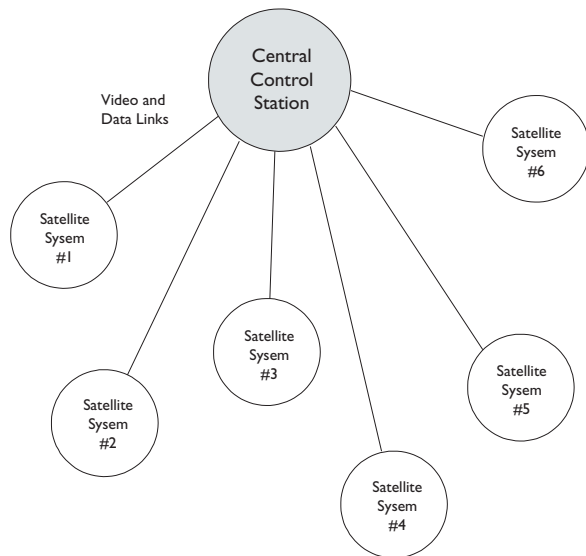 Central
Control
Station
Video and
Data Links
Satellite
Sysem
#6
Satellite
Sysem
#1
Satellite
Sysem
#3
Satellite
Sysem
#5
Satellite
Sysem
#2
Satellite
Sysem
#4